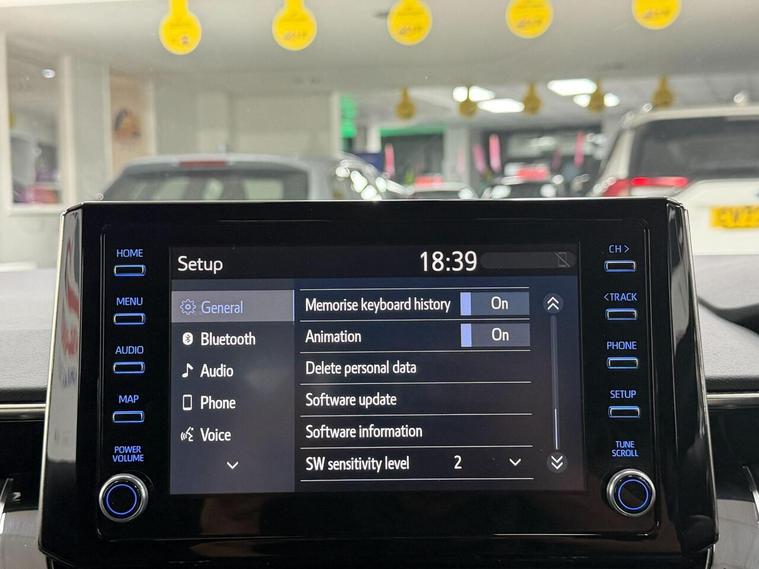 HOME
MENU
AUDIO
MAP
POWER
VOLUME
Setup
18:39
General
Bluetooth
Audio
Phone
Voice
Memorise keyboard history On
Animation On
Delete personal data
Software update
Software information
SW sensitivity level 2
CH >
< TRACK
PHONE
SETUP
TUNE
SCROLL